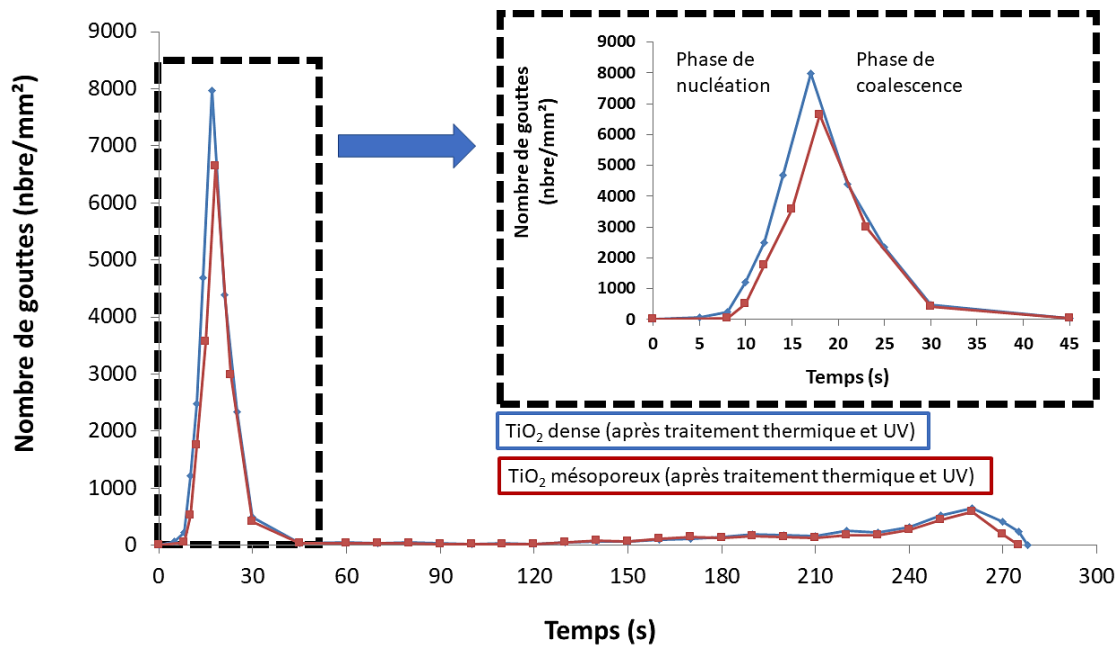 Nombre de gouttes (nbre/mm²)
9000
8000
7000
6000
5000
4000
3000
2000
1000
0
0 30 60 90 120 150 180 210 240 270 300
Temps (s)
Nombre de gouttes
(nbre/mm²)
9000
8000
7000
6000
5000
4000
3000
2000
1000
0
Phase de
nucléation
Phase de
coalescence
0 5 10 15 20 25 30 35 40 45
Temps (s)
TiO₂ dense (après traitement thermique et UV)
TiO₂ mésoporeux (après traitement thermique et UV)